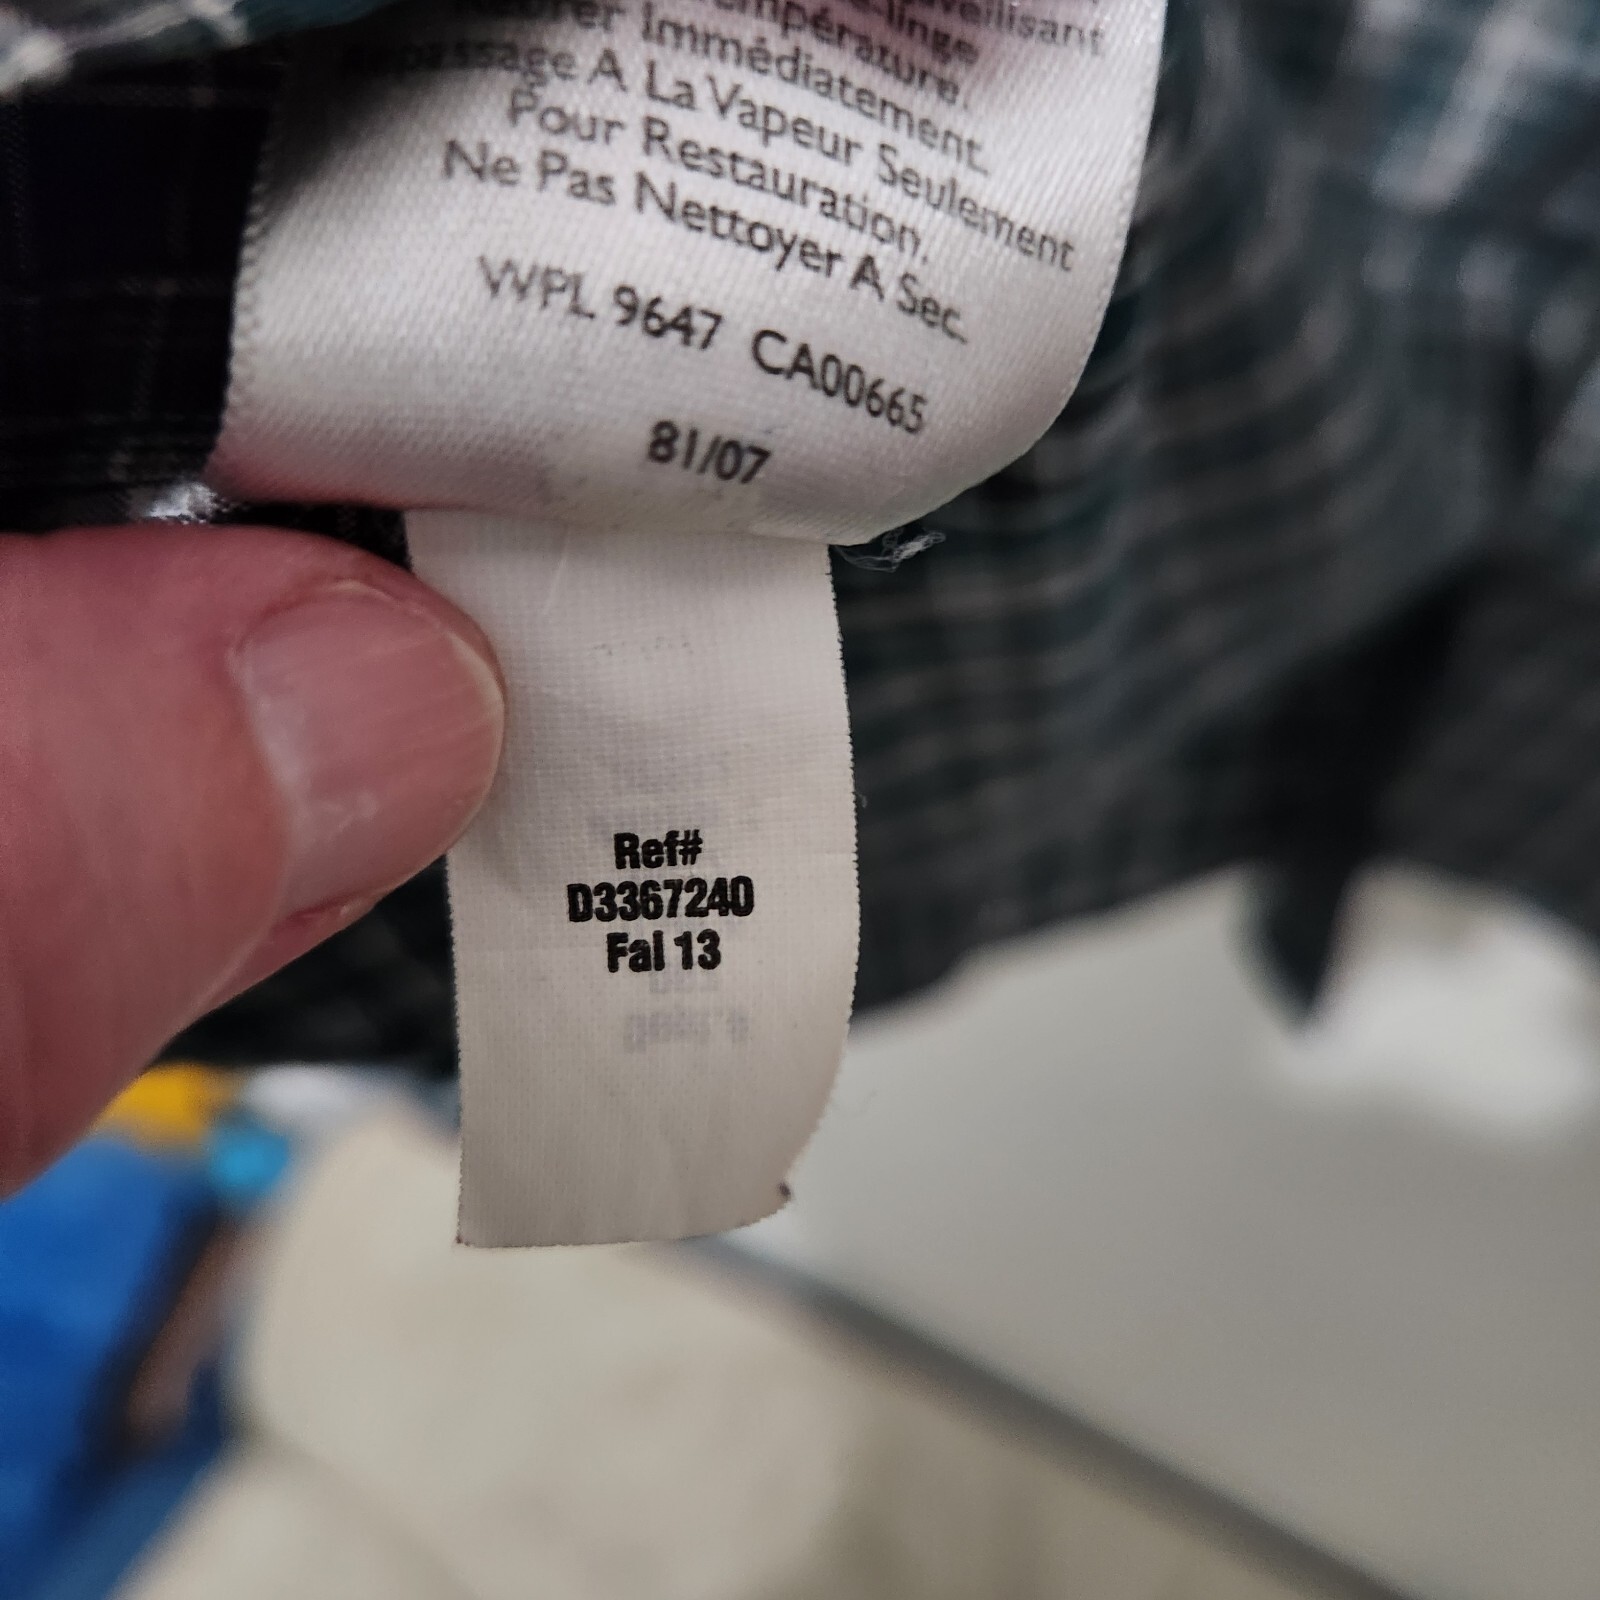 température.
Immédiatement.
Repassage A La Vapeur Seulement
Pour Restauration.
Ne Pas Nettoyer A Sec.
WPL 9647 CA00665
81/07
Ref#
D3367240
Fal 13